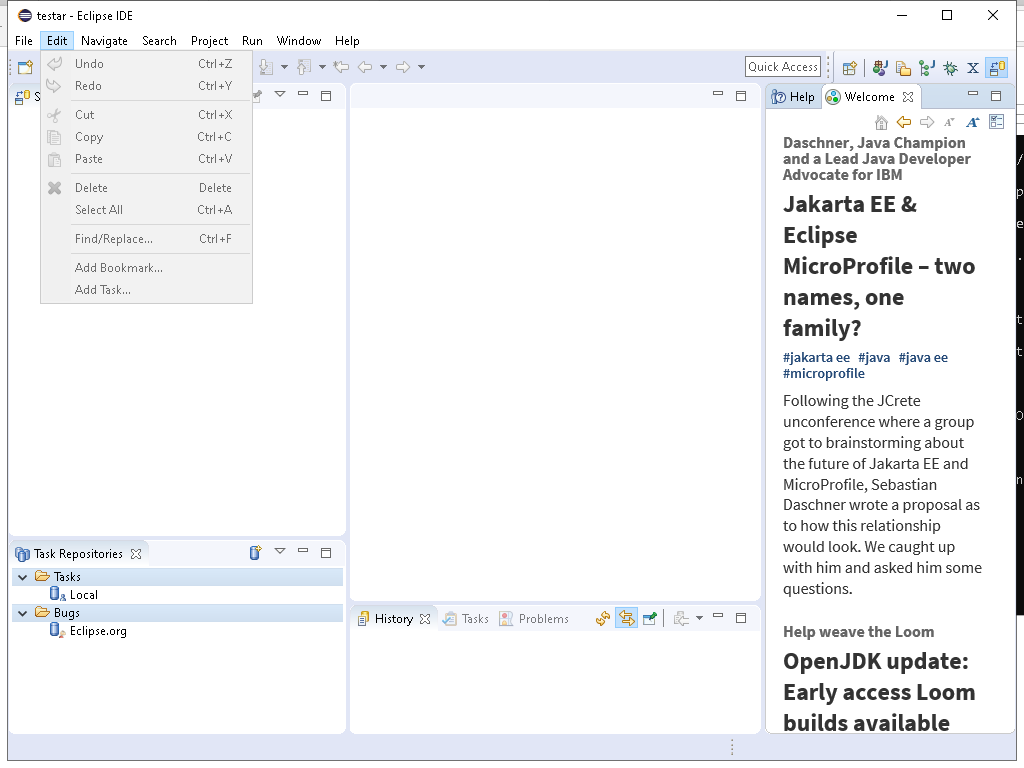 testar - Eclipse IDE
File Edit Navigate Search Project Run Window Help
Undo Ctrl+Z
Redo Ctrl+Y
Cut Ctrl+X
Copy Ctrl+C
Paste Ctrl+V
Delete Delete
Select All Ctrl+A
Find/Replace... Ctrl+F
Add Bookmark...
Add Task...
Quick Access
S
Task Repositories
Tasks
Local
Bugs
Eclipse.org
History Tasks Problems
Help Welcome
Daschner, Java Champion
and a Lead Java Developer
Advocate for IBM
Jakarta EE &
Eclipse
MicroProfile – two
names, one
family?
#jakarta ee #java #java ee
#microprofile
Following the JCrete
unconference where a group
got to brainstorming about
the future of Jakarta EE and
MicroProfile, Sebastian
Daschner wrote a proposal as
to how this relationship
would look. We caught up
with him and asked him some
questions.
Help weave the Loom
OpenJDK update:
Early access Loom
builds available